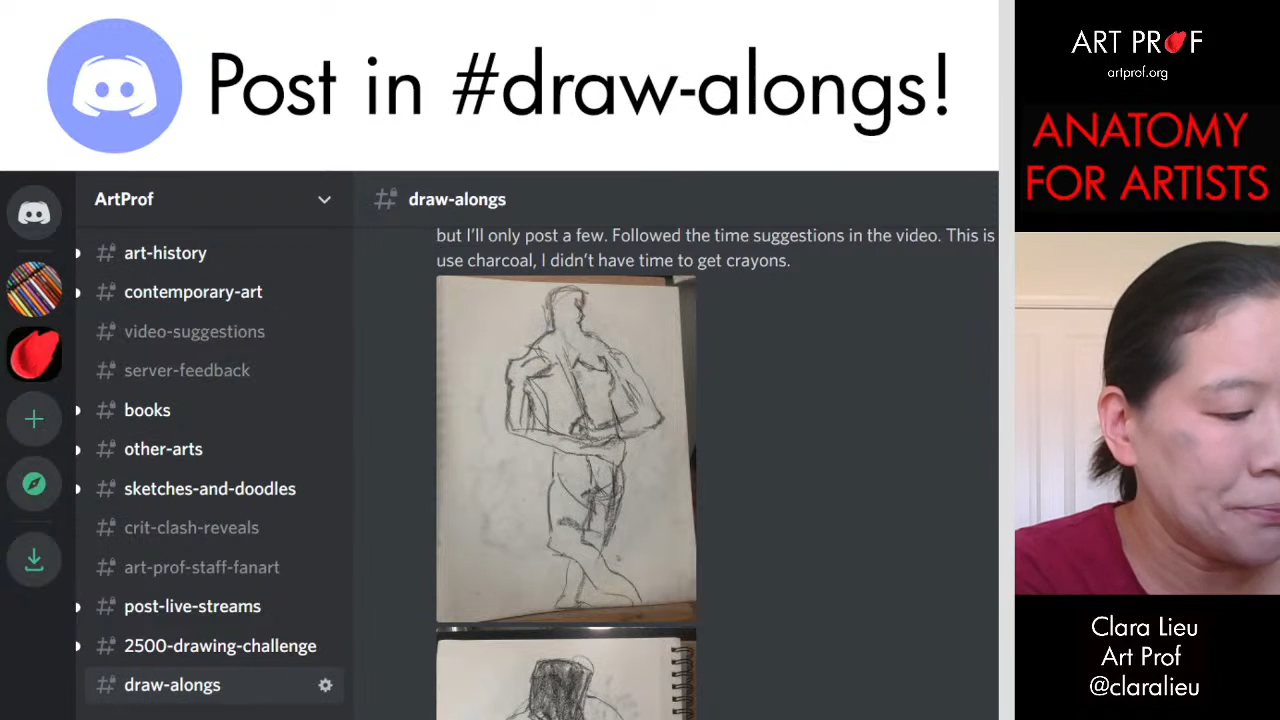 Post in #draw-alongs!
ArtProf
art-history
contemporary-art
video-suggestions
server-feedback
books
other-arts
sketches-and-doodles
crit-clash-reveals
art-prof-staff-fanart
post-live-streams
2500-drawing-challenge
draw-alongs
draw-alongs
but I'll only post a few. Followed the time suggestions in the video. This is
use charcoal, I didn't have time to get crayons.
ART PROF
artprof.org
ANATOMY
FOR ARTISTS
Clara Lieu
Art Prof
@claralieu